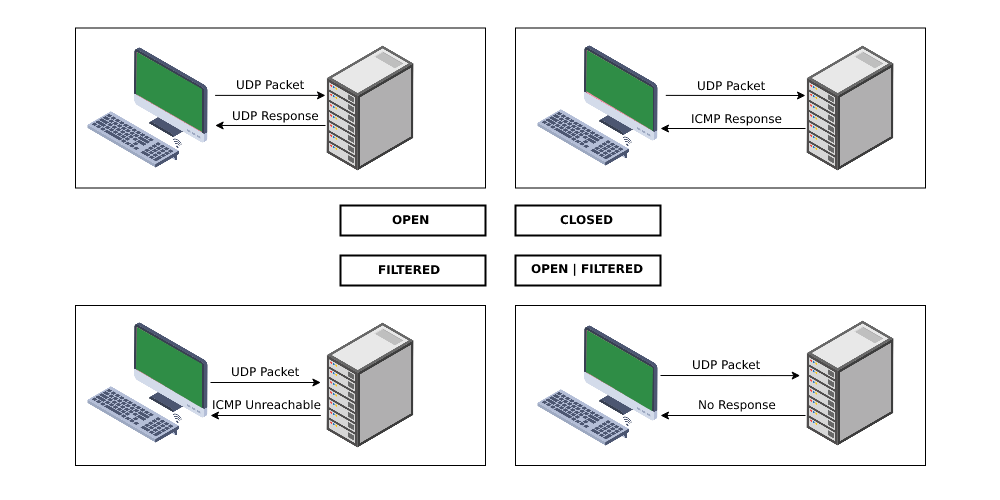 UDP Packet
UDP Response
UDP Packet
ICMP Response
OPEN
CLOSED
FILTERED
OPEN | FILTERED
UDP Packet
ICMP Unreachable
UDP Packet
No Response